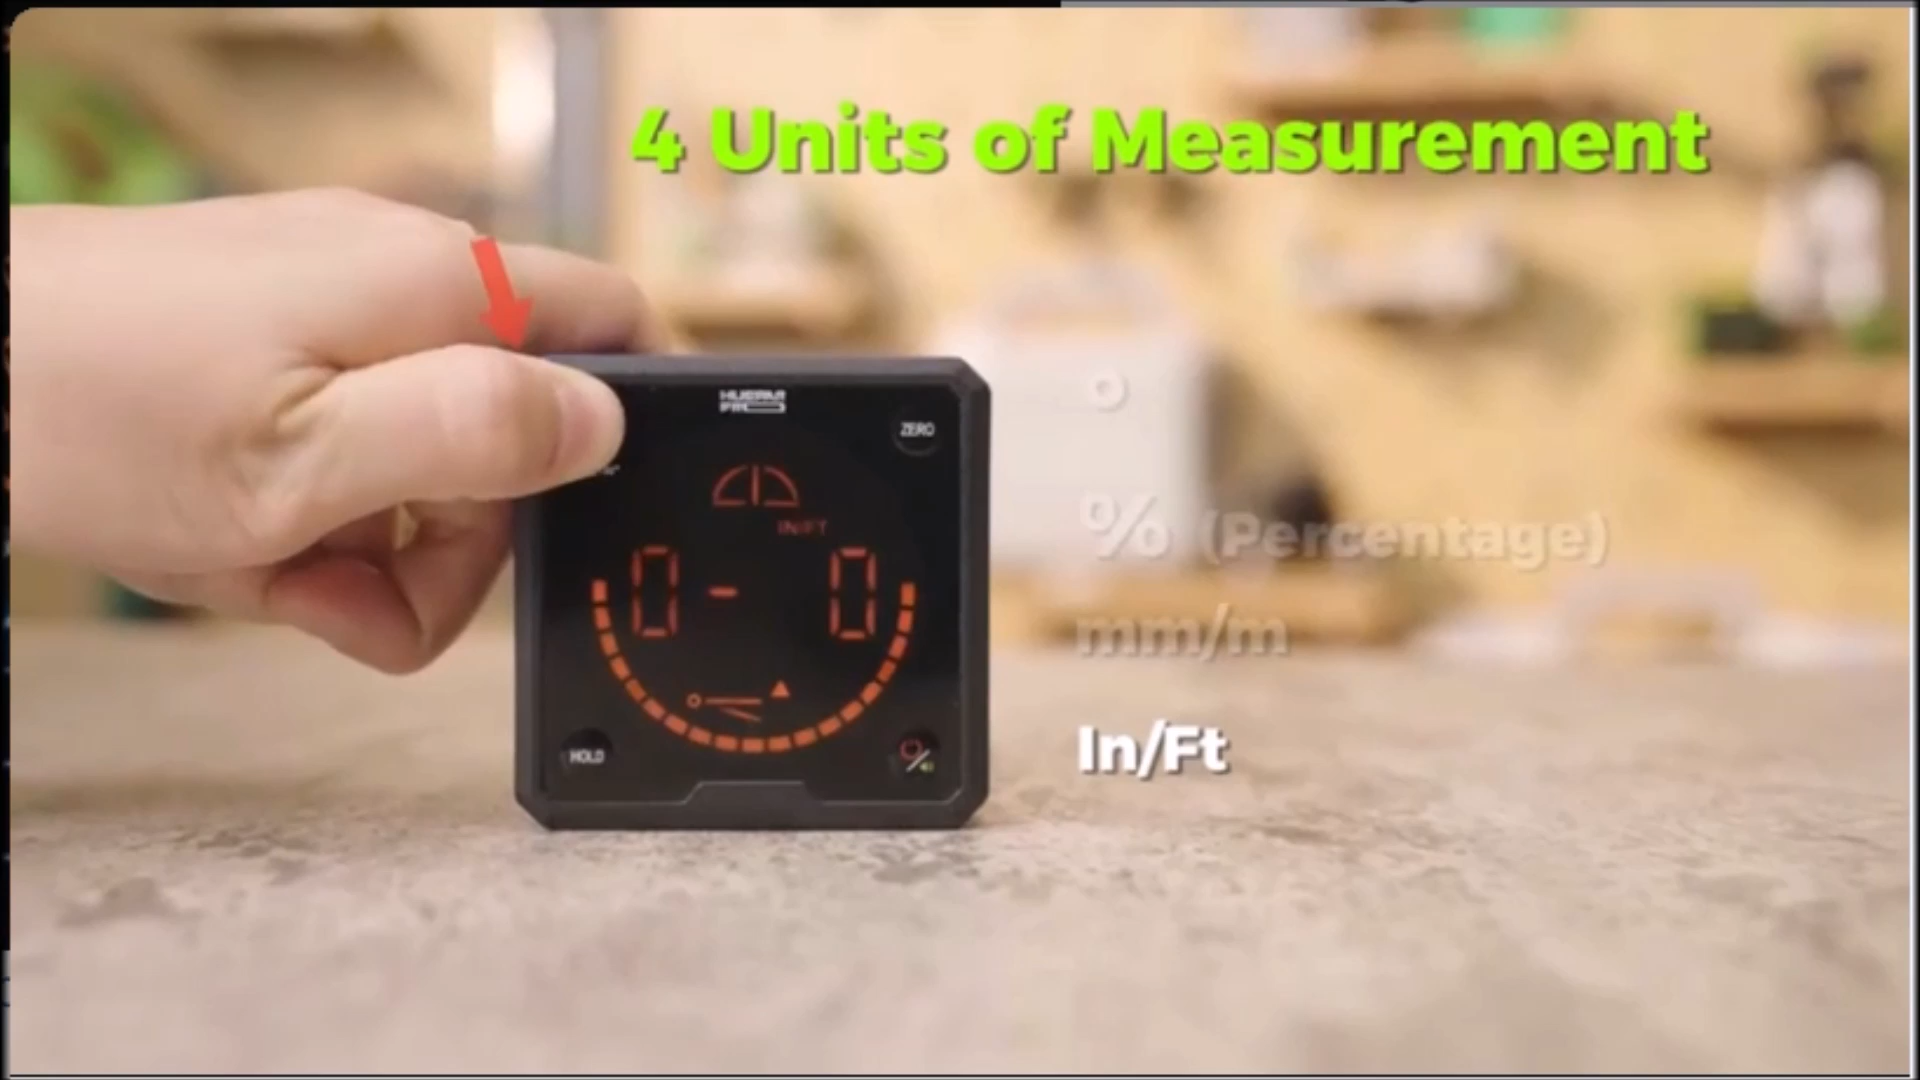 4 Units of Measurement
HUEPAR
ZERO
°
IN/FT
% (Percentage)
0 - 0
mm/m
In/Ft
HOLD